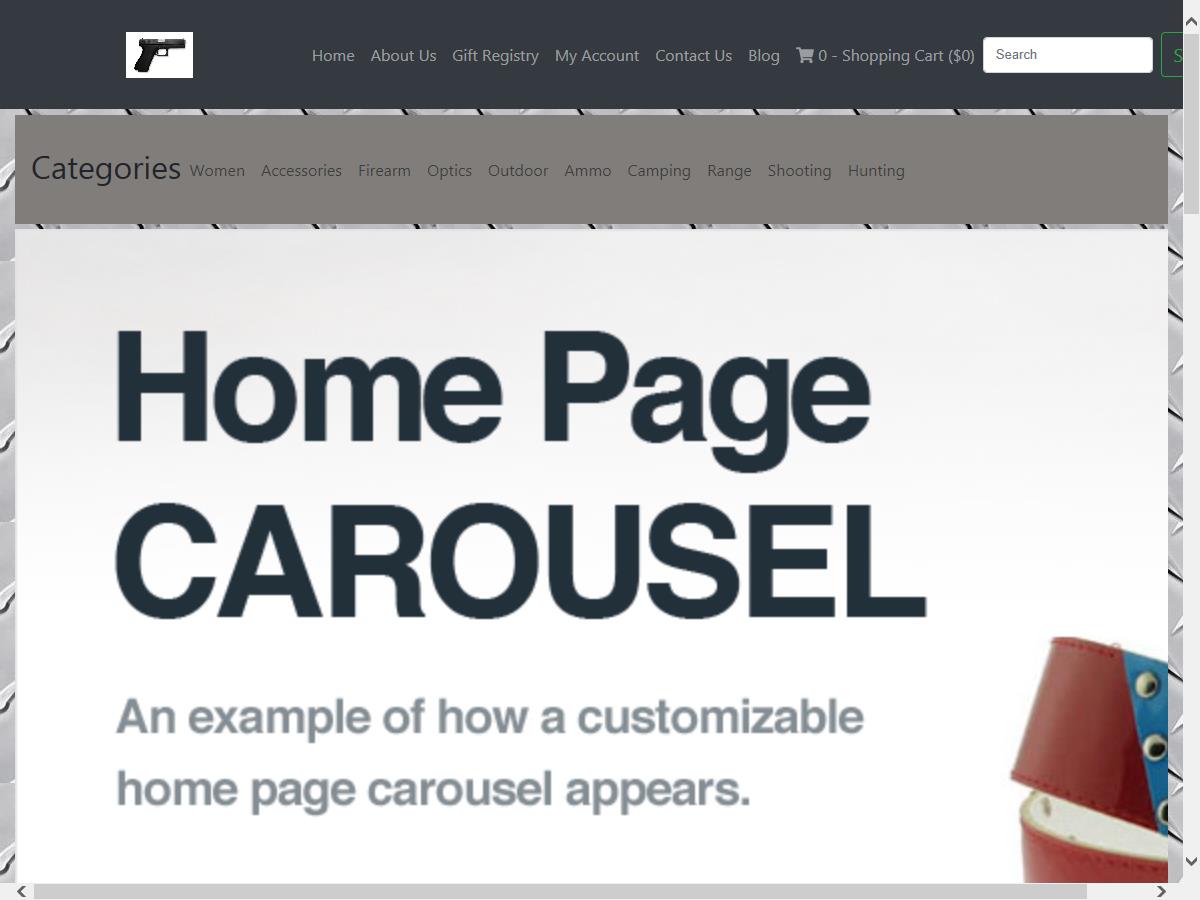 Home About Us Gift Registry My Account Contact Us Blog 0 - Shopping Cart ($0) Search
Categories Women Accessories Firearm Optics Outdoor Ammo Camping Range Shooting Hunting
Home Page
CAROUSEL
An example of how a customizable
home page carousel appears.